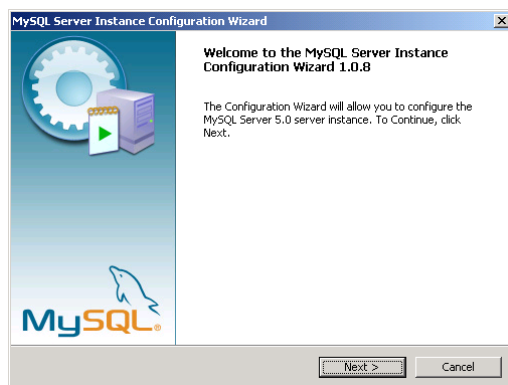 MySQL Server Instance Configuration Wizard
Welcome to the MySQL Server Instance
Configuration Wizard 1.0.8
The Configuration Wizard will allow you to configure the
MySQL Server 5.0 server instance. To Continue, click
Next.
MySQL®
Next >
Cancel